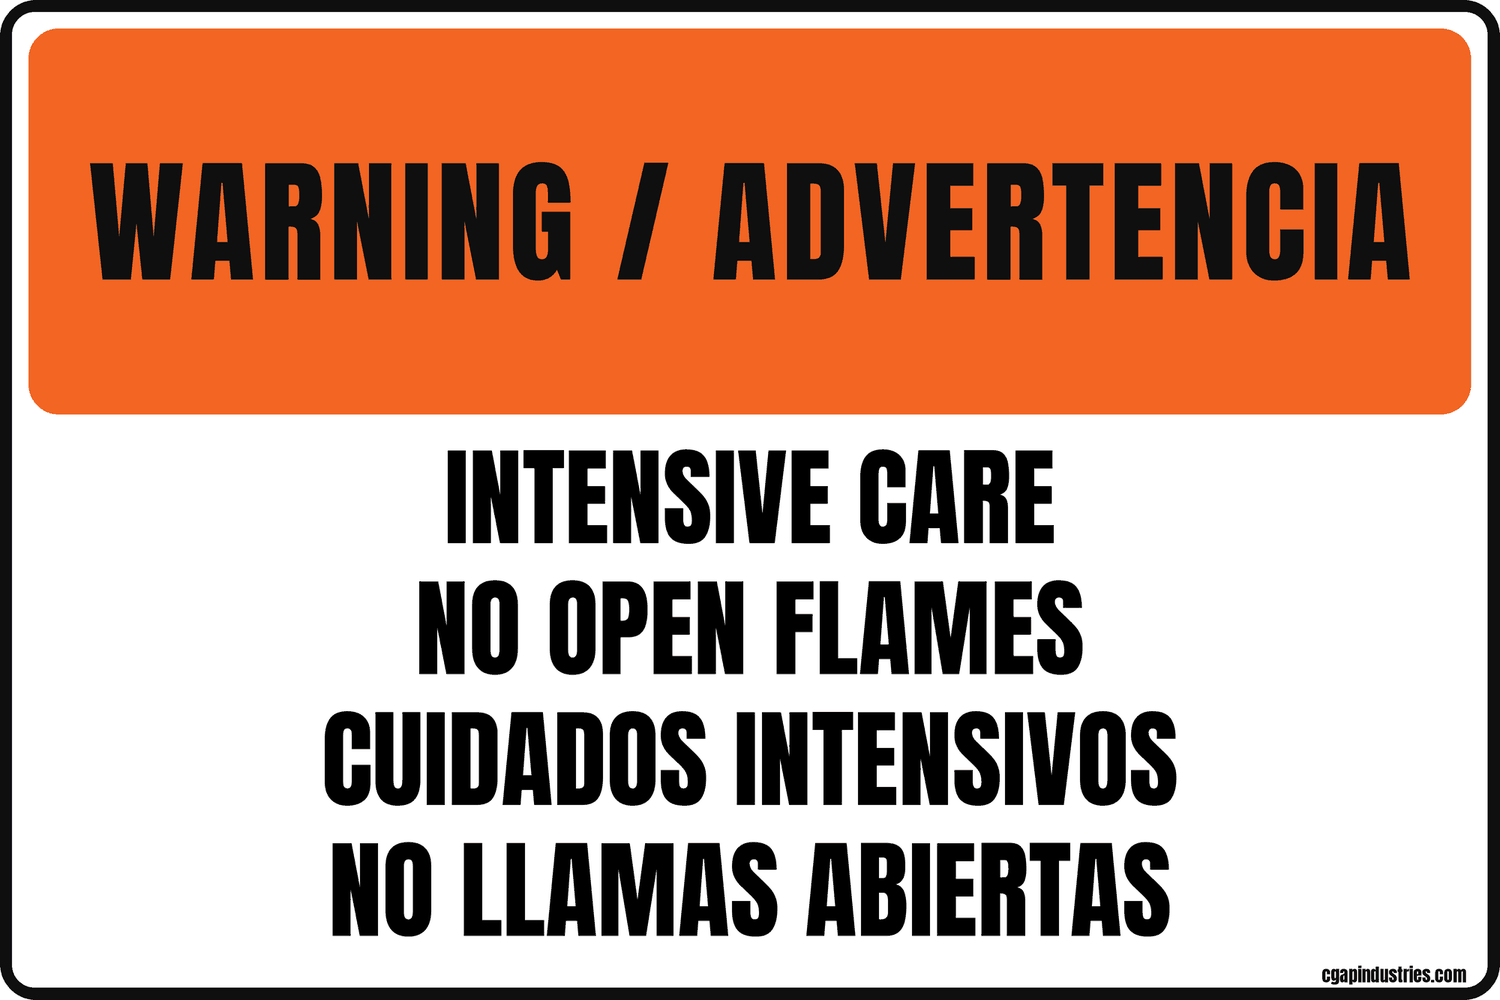 WARNING / ADVERTENCIA
INTENSIVE CARE
NO OPEN FLAMES
CUIDADOS INTENSIVOS
NO LLAMAS ABIERTAS
cgapindustries.com